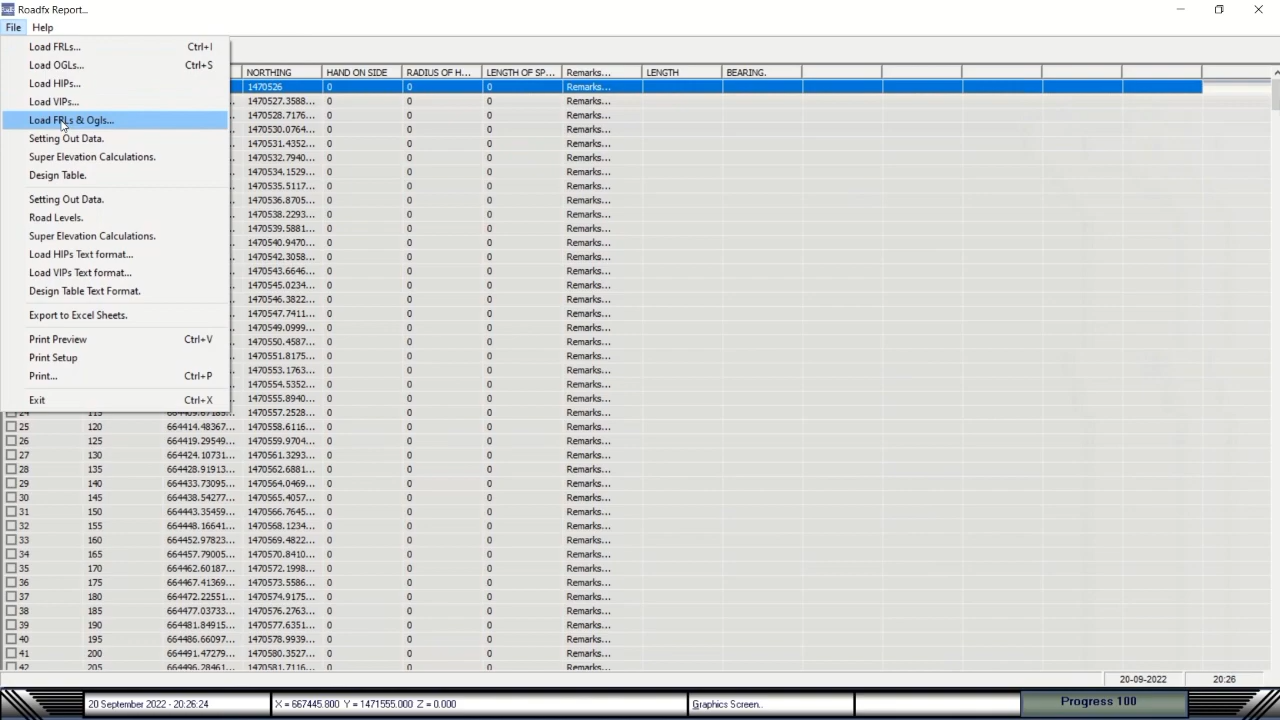 Roadfx Report...
File Help
Load FRLs... Ctrl+I
Load OGLs... Ctrl+S
Load HIPs...
Load VIPs...
Load FRLs & Ogls...
Setting Out Data.
Super Elevation Calculations.
Design Table.
Setting Out Data.
Road Levels.
Super Elevation Calculations.
Load HIPs Text format...
Load VIPs Text format...
Design Table Text Format.
Export to Excel Sheets.
Print Preview Ctrl+V
Print Setup
Print... Ctrl+P
Exit Ctrl+X
NORTHING HAND ON SIDE RADIUS OF H... LENGTH OF SP... Remarks... LENGTH BEARING.
1470526 0 0 0 Remarks...
1470527.3588... 0 0 0 Remarks...
1470528.7176... 0 0 0 Remarks...
1470530.0764... 0 0 0 Remarks...
1470531.4352... 0 0 0 Remarks...
1470532.7940... 0 0 0 Remarks...
1470534.1529... 0 0 0 Remarks...
1470535.5117... 0 0 0 Remarks...
1470536.8705... 0 0 0 Remarks...
1470538.2293... 0 0 0 Remarks...
1470539.5881... 0 0 0 Remarks...
1470540.9470... 0 0 0 Remarks...
1470542.3058... 0 0 0 Remarks...
1470543.6646... 0 0 0 Remarks...
1470545.0234... 0 0 0 Remarks...
1470546.3822... 0 0 0 Remarks...
1470547.7411... 0 0 0 Remarks...
1470549.0999... 0 0 0 Remarks...
1470550.4587... 0 0 0 Remarks...
1470551.8175... 0 0 0 Remarks...
1470553.1763... 0 0 0 Remarks...
1470554.5352... 0 0 0 Remarks...
1470555.8940... 0 0 0 Remarks...
24 115 664409.67189... 1470557.2528... 0 0 0 Remarks...
25 120 664414.48367... 1470558.6116... 0 0 0 Remarks...
26 125 664419.29549... 1470559.9704... 0 0 0 Remarks...
27 130 664424.10731... 1470561.3293... 0 0 0 Remarks...
28 135 664428.91913... 1470562.6881... 0 0 0 Remarks...
29 140 664433.73095... 1470564.0469... 0 0 0 Remarks...
30 145 664438.54277... 1470565.4057... 0 0 0 Remarks...
31 150 664443.35459... 1470566.7645... 0 0 0 Remarks...
32 155 664448.16641... 1470568.1234... 0 0 0 Remarks...
33 160 664452.97823... 1470569.4822... 0 0 0 Remarks...
34 165 664457.79005... 1470570.8410... 0 0 0 Remarks...
35 170 664462.60187... 1470572.1998... 0 0 0 Remarks...
36 175 664467.41369... 1470573.5586... 0 0 0 Remarks...
37 180 664472.22551... 1470574.9175... 0 0 0 Remarks...
38 185 664477.03733... 1470576.2763... 0 0 0 Remarks...
39 190 664481.84915... 1470577.6351... 0 0 0 Remarks...
40 195 664486.66097... 1470578.9939... 0 0 0 Remarks...
41 200 664491.47279... 1470580.3527... 0 0 0 Remarks...
42 205 664496.28461... 1470581.7116... 0 0 0 Remarks...
20-09-2022 20:26
20 September 2022 - 20:26:24 X = 667445.800 Y = 1471555.000 Z = 0.000 Graphics Screen.. Progress 100